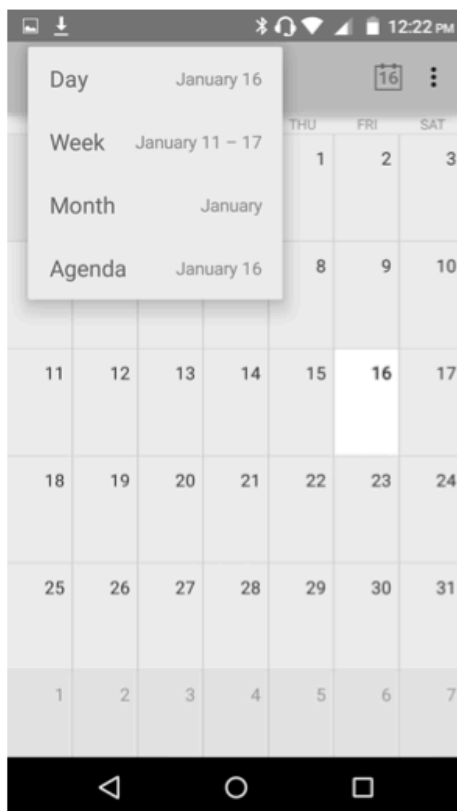 12:22 PM
Day January 16
16
Week January 11 – 17
THU FRI SAT
1 2 3
Month January
Agenda January 16
8 9 10
11 12 13 14 15 16 17
18 19 20 21 22 23 24
25 26 27 28 29 30 31
1 2 3 4 5 6 7